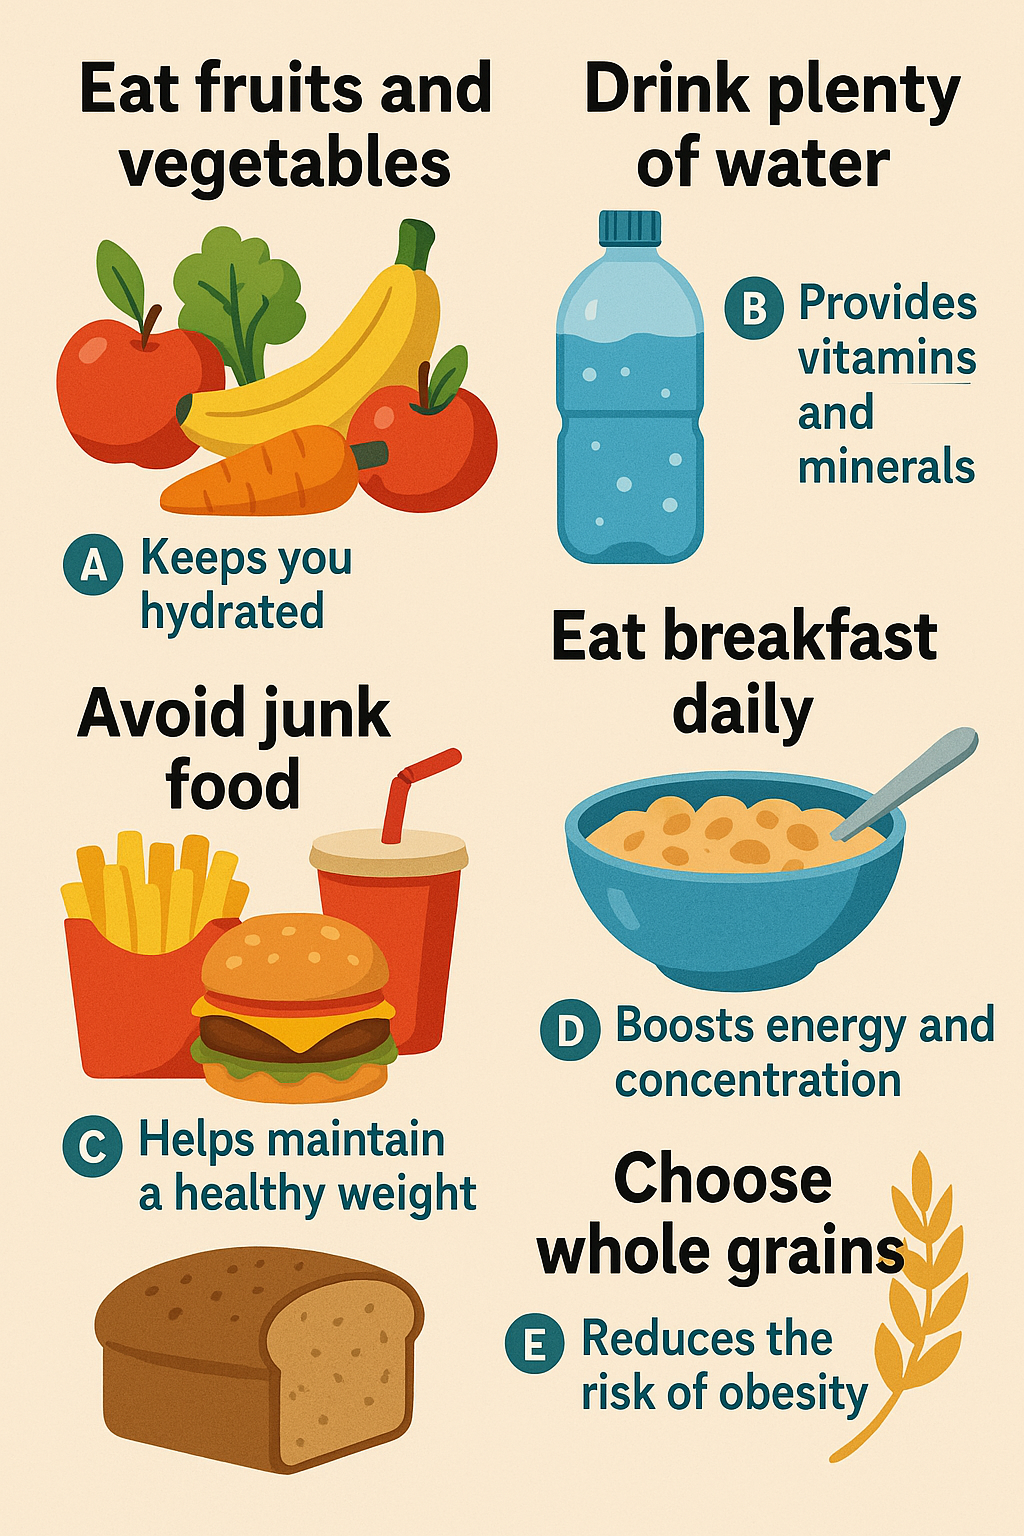 Eat fruits and
vegetables
A Keeps you
hydrated
Drink plenty
of water
B Provides
vitamins
and
minerals
Avoid junk
food
C Helps maintain
a healthy weight
Eat breakfast
daily
D Boosts energy and
concentration
Choose
whole grains
E Reduces the
risk of obesity